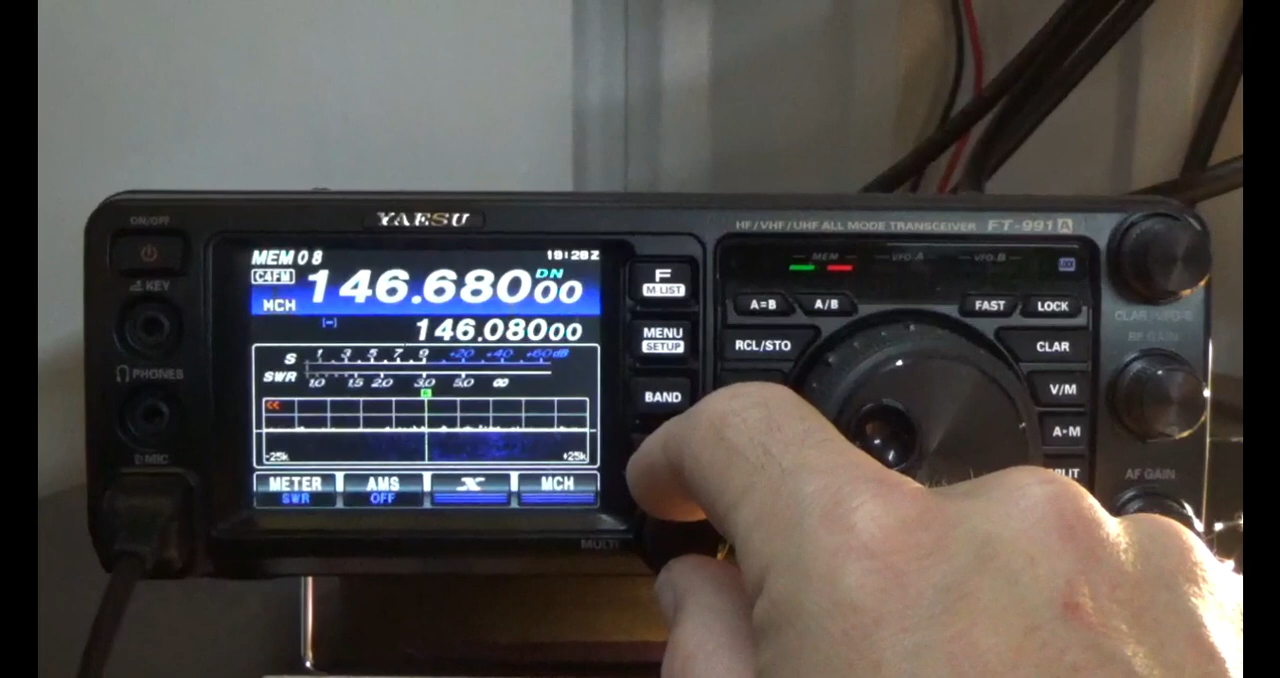 ON/OFF
YAESU
HF/VHF/UHF ALL MODE TRANSCEIVER FT-991A
MEM 08 19:28Z
C4FM 146.68000 DN
MCH
[-] 146.08000
S 1 3 5 7 9 +20 +40 +60dB
SWR 1.0 1.5 2.0 3.0 5.0 ∞
<<
-25k +25k
METER AMS MCH
SWR OFF
KEY
PHONES
MIC
MULTI
F
M-LIST
MENU
SETUP
BAND
MEM VFO-A VFO-B
LOCK
A=B A/B FAST LOCK
RCL/STO CLAR
V/M
A▸M
SPLIT
RF GAIN
AF GAIN